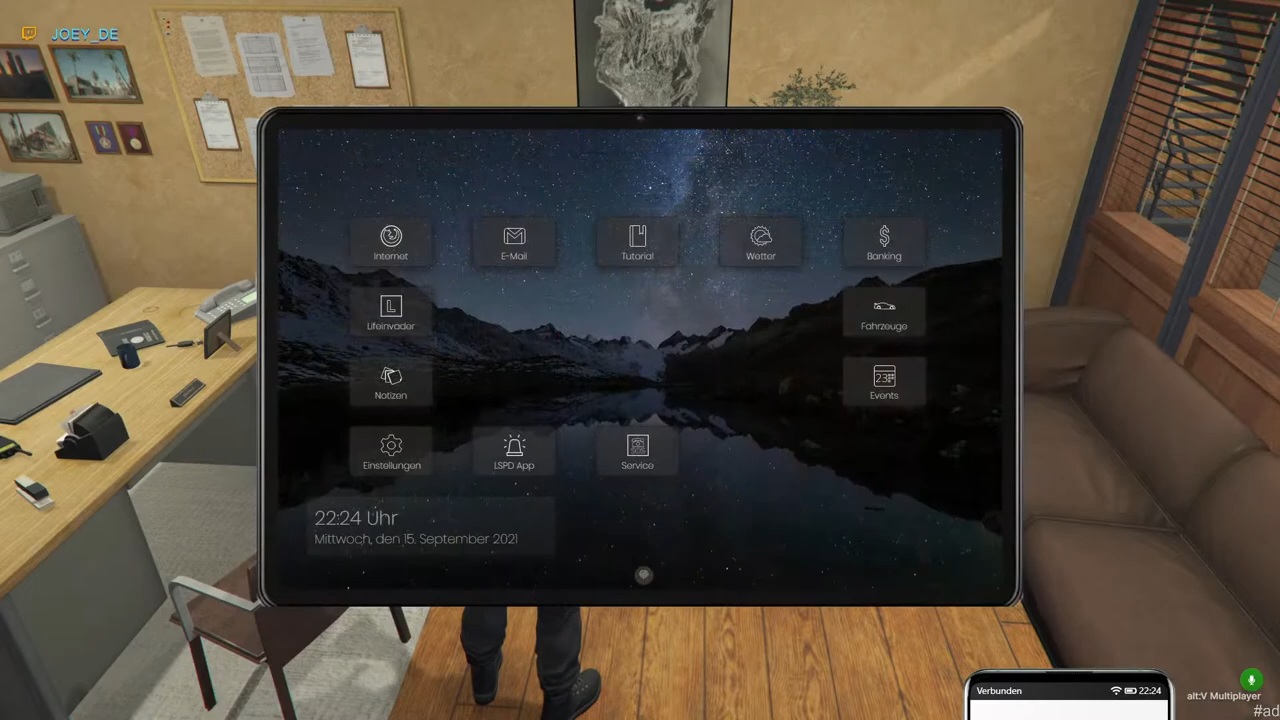 JOEY_DE
Internet
E-Mail
Tutorial
Wetter
Banking
Lifeinvader
Fahrzeuge
Notizen
23
Events
Einstellungen
LSPD App
Service
22:24 Uhr
Mittwoch, den 15. September 2021
Verbunden
22:24
alt:V Multiplayer
#ad